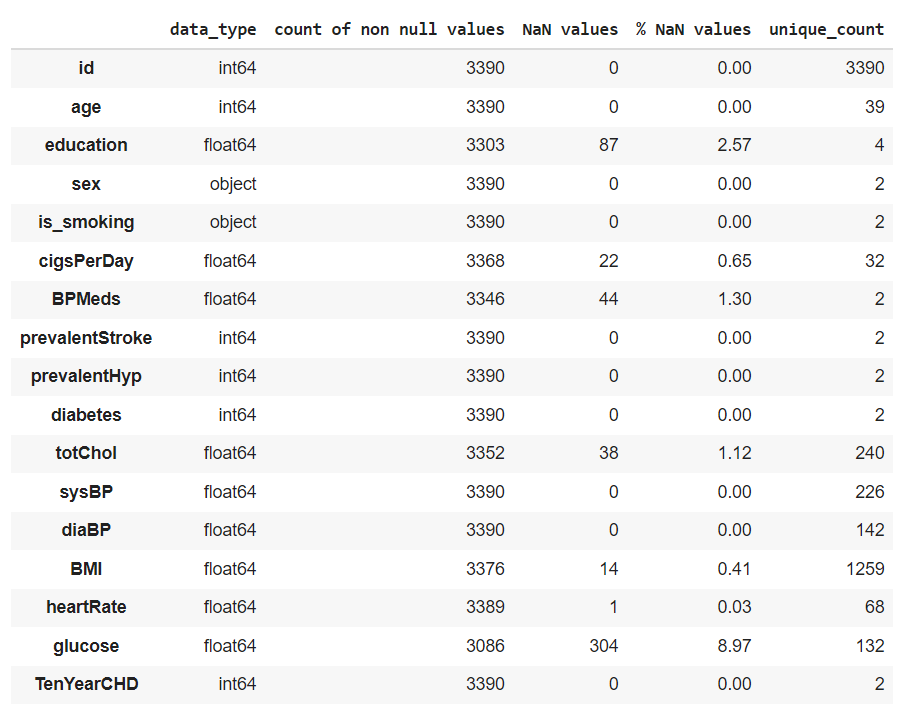 data_type count of non null values NaN values % NaN values unique_count
id int64 3390 0 0.00 3390
age int64 3390 0 0.00 39
education float64 3303 87 2.57 4
sex object 3390 0 0.00 2
is_smoking object 3390 0 0.00 2
cigsPerDay float64 3368 22 0.65 32
BPMeds float64 3346 44 1.30 2
prevalentStroke int64 3390 0 0.00 2
prevalentHyp int64 3390 0 0.00 2
diabetes int64 3390 0 0.00 2
totChol float64 3352 38 1.12 240
sysBP float64 3390 0 0.00 226
diaBP float64 3390 0 0.00 142
BMI float64 3376 14 0.41 1259
heartRate float64 3389 1 0.03 68
glucose float64 3086 304 8.97 132
TenYearCHD int64 3390 0 0.00 2